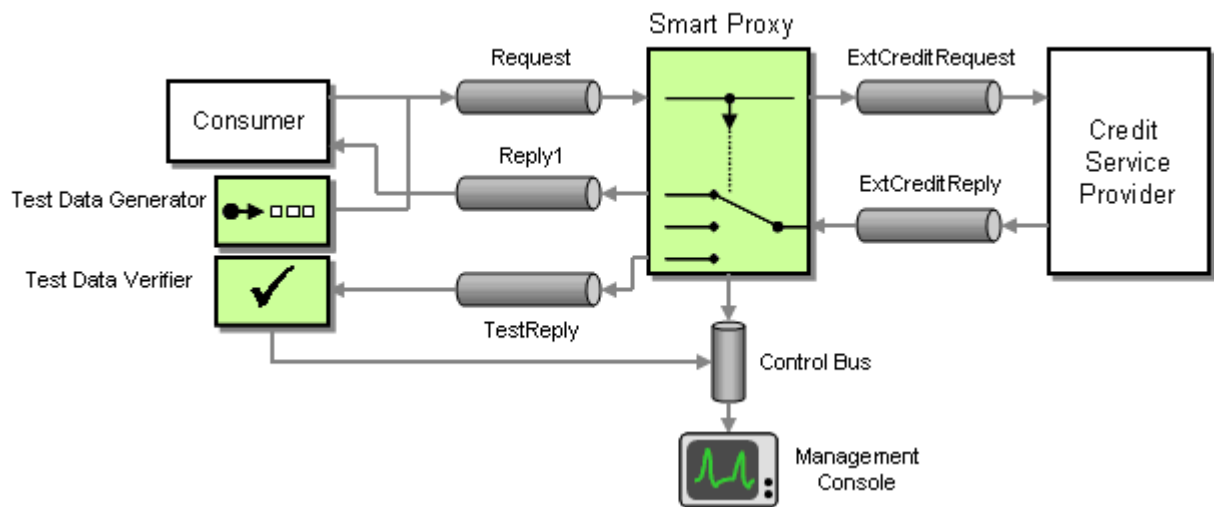 Smart Proxy
Request
ExtCreditRequest
Consumer
Credit
Service
Provider
Reply1
ExtCreditReply
Test Data Generator
Test Data Verifier
TestReply
Control Bus
Management
Console